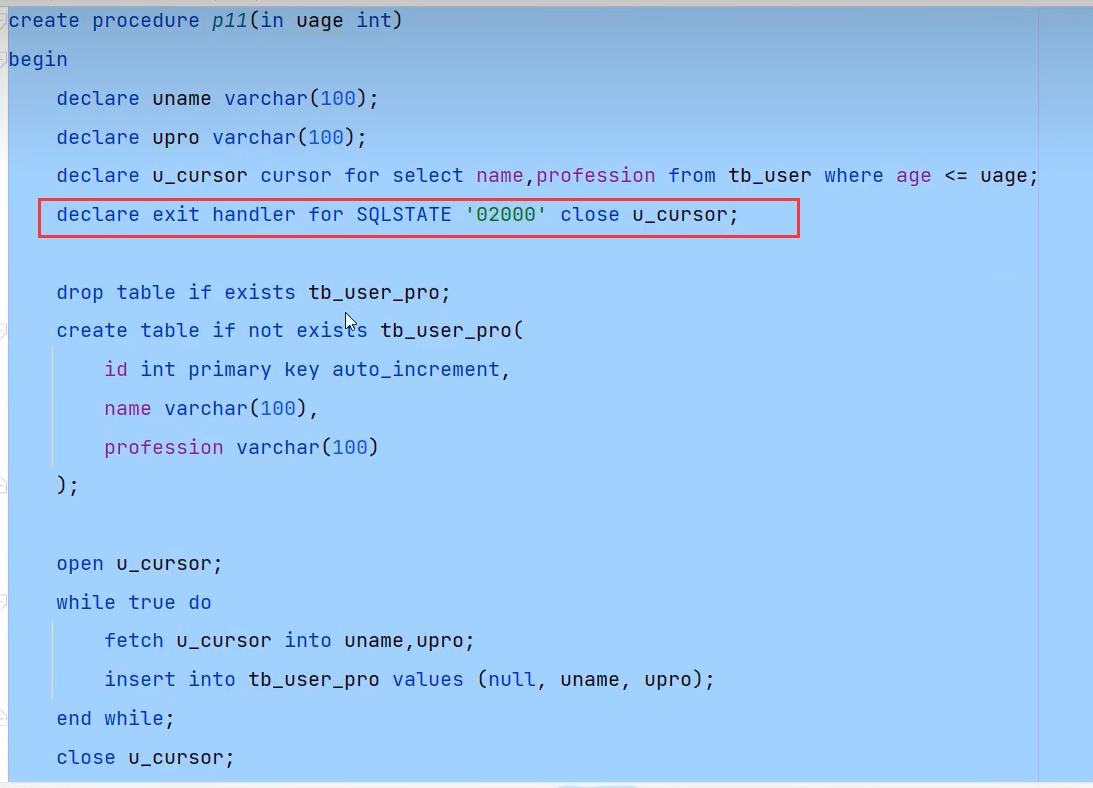 create procedure p11(in uage int)
begin
    declare uname varchar(100);
    declare upro varchar(100);
    declare u_cursor cursor for select name,profession from tb_user where age <= uage;
    declare exit handler for SQLSTATE '02000' close u_cursor;
    drop table if exists tb_user_pro;
    create table if not exists tb_user_pro(
        id int primary key auto_increment,
        name varchar(100),
        profession varchar(100)
    );
    open u_cursor;
    while true do
        fetch u_cursor into uname,upro;
        insert into tb_user_pro values (null, uname, upro);
    end while;
    close u_cursor;